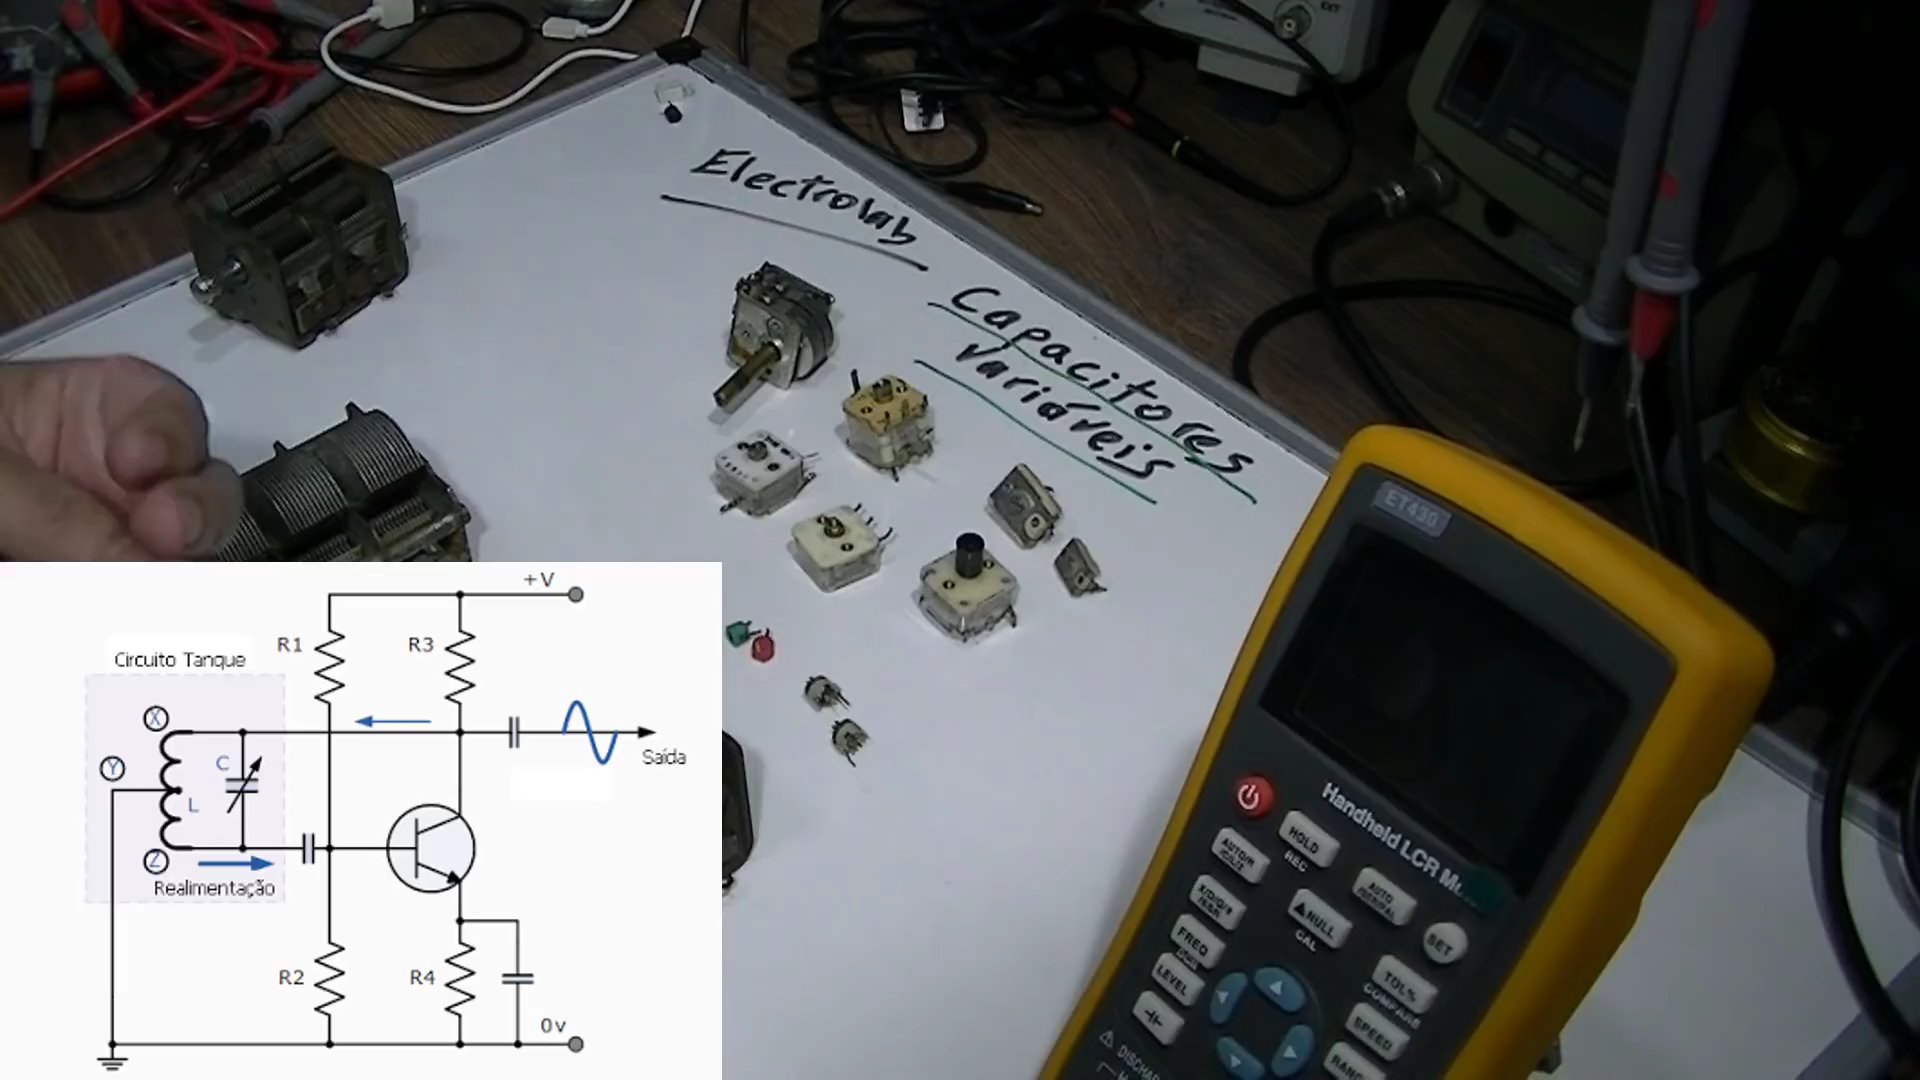 Electrolab
Capacitores
variáveis
ET430
Handheld LCR
HOLD
REC
AUTO/R
/C/L/Z
AUTO
X/D/Q/θ
/ESR
▲NULL
CAL
SET
FREQ
LEVEL
TOL%
COMPARE
SPEED
+V
R1
R3
Circuito Tanque
X
Y
C
L
Z
Saída
Realimentação
R2
R4
0v